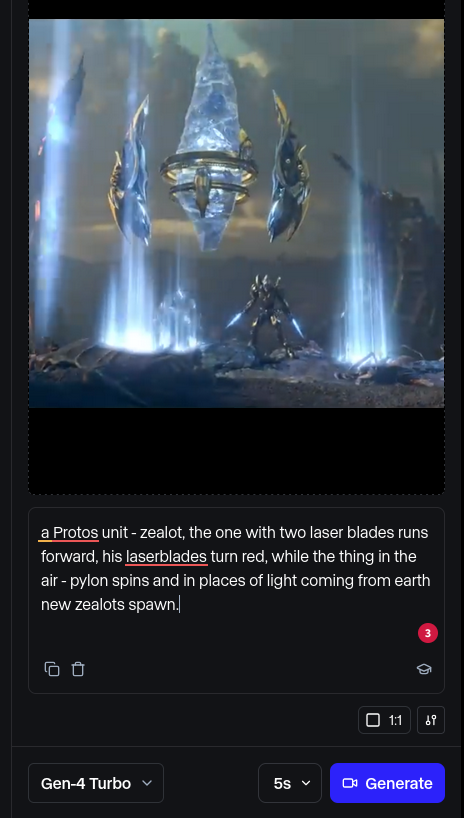 a Protos unit - zealot, the one with two laser blades runs
forward, his laserblades turn red, while the thing in the
air - pylon spins and in places of light coming from earth
new zealots spawn.
3
1:1
Gen-4 Turbo
5s
Generate